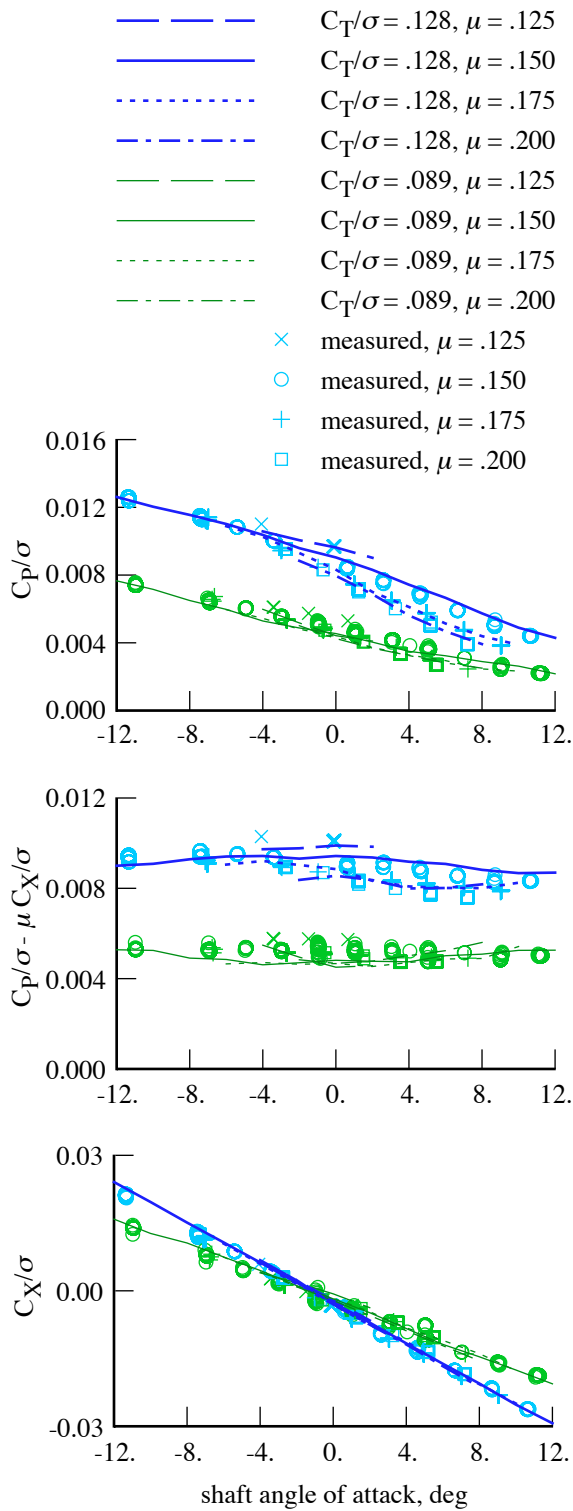 C_T/σ = .128, μ = .125
C_T/σ = .128, μ = .150
C_T/σ = .128, μ = .175
C_T/σ = .128, μ = .200
C_T/σ = .089, μ = .125
C_T/σ = .089, μ = .150
C_T/σ = .089, μ = .175
C_T/σ = .089, μ = .200
measured, μ = .125
measured, μ = .150
measured, μ = .175
measured, μ = .200
0.016
0.012
0.008
0.004
0.000
C_P/σ
-12. -8. -4. 0. 4. 8. 12.
0.012
0.008
0.004
0.000
C_P/σ - μ C_X/σ
-12. -8. -4. 0. 4. 8. 12.
0.03
0.00
-0.03
C_X/σ
-12. -8. -4. 0. 4. 8. 12.
shaft angle of attack, deg